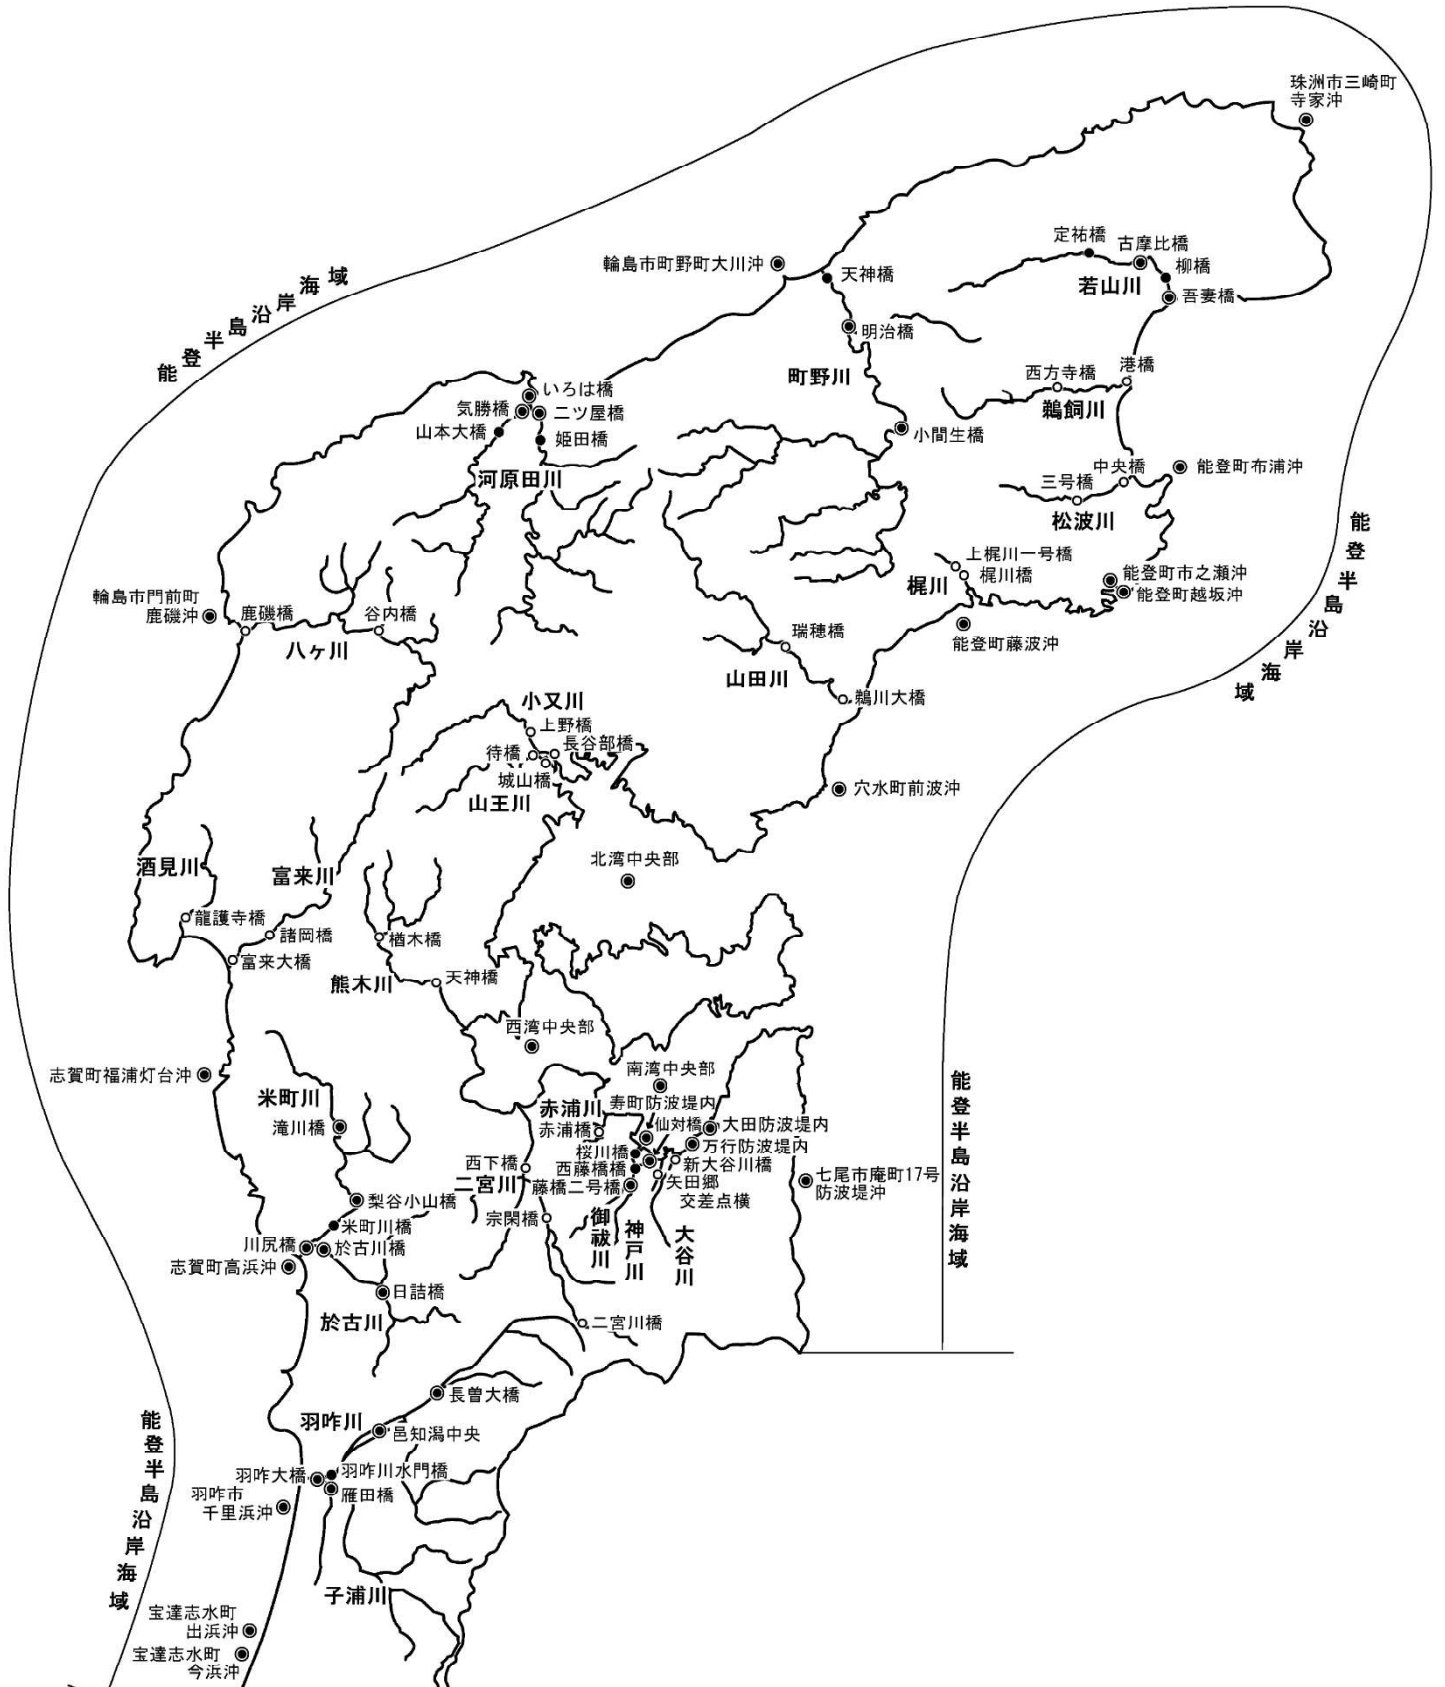 珠洲市三崎町
寺家沖
定祐橋
古摩比橋
柳橋
若山川
吾妻橋
輪島市町野町大川沖
天神橋
明治橋
町野川
西方寺橋
港橋
鵜飼川
小間生橋
能登半島沿岸海域
いろは橋
気勝橋
二ツ屋橋
山本大橋
姫田橋
河原田川
中央橋
能登町布浦沖
三号橋
松波川
能登半島沿岸海域
上梶川一号橋
梶川橋
梶川
能登町市之瀬沖
能登町越坂沖
能登町藤波沖
輪島市門前町
鹿磯沖
鹿磯橋
谷内橋
八ヶ川
瑞穂橋
山田川
鵜川大橋
小又川
上野橋
長谷部橋
待橋
城山橋
山王川
穴水町前波沖
北湾中央部
酒見川
富来川
龍護寺橋
諸岡橋
富来大橋
楢木橋
熊木川
天神橋
西湾中央部
志賀町福浦灯台沖
南湾中央部
米町川
滝川橋
赤浦川
寿町防波堤内
赤浦橋
仙対橋
大田防波堤内
万行防波堤内
桜川橋
新大谷川橋
西下橋
西藤橋橋
二宮川
藤橋二号橋
矢田郷
交差点横
七尾市庵町17号
防波堤沖
能登半島沿岸海域
梨谷小山橋
宗閑橋
御祓川
神戸川
大谷川
米町川橋
川尻橋
於古川橋
志賀町高浜沖
日詰橋
於古川
二宮川橋
長曽大橋
羽咋川
邑知潟中央
能登半島沿岸海域
羽咋大橋
羽咋川水門橋
雁田橋
羽咋市
千里浜沖
子浦川
宝達志水町
出浜沖
宝達志水町
今浜沖